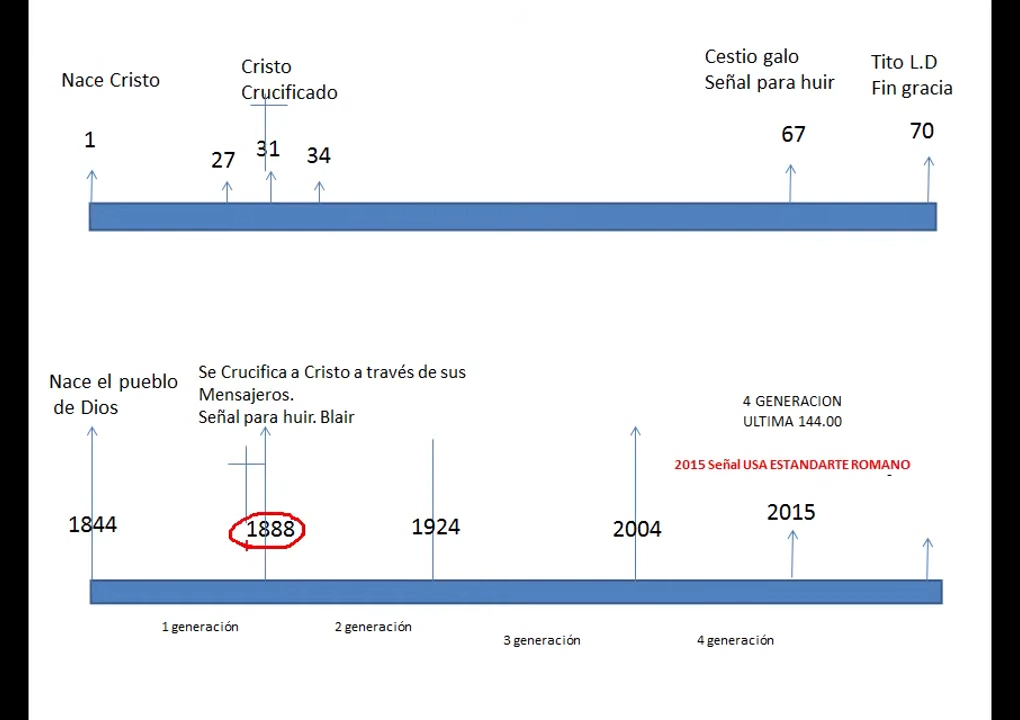 Nace Cristo
Cristo
Crucificado
Cestio galo
Señal para huir
Tito L.D
Fin gracia
1
27
31
34
67
70
Nace el pueblo
de Dios
Se Crucifica a Cristo a través de sus
Mensajeros.
Señal para huir. Blair
4 GENERACION
ULTIMA 144.00
2015 Señal USA ESTANDARTE ROMANO
1844
1888
1924
2004
2015
1 generación
2 generación
3 generación
4 generación